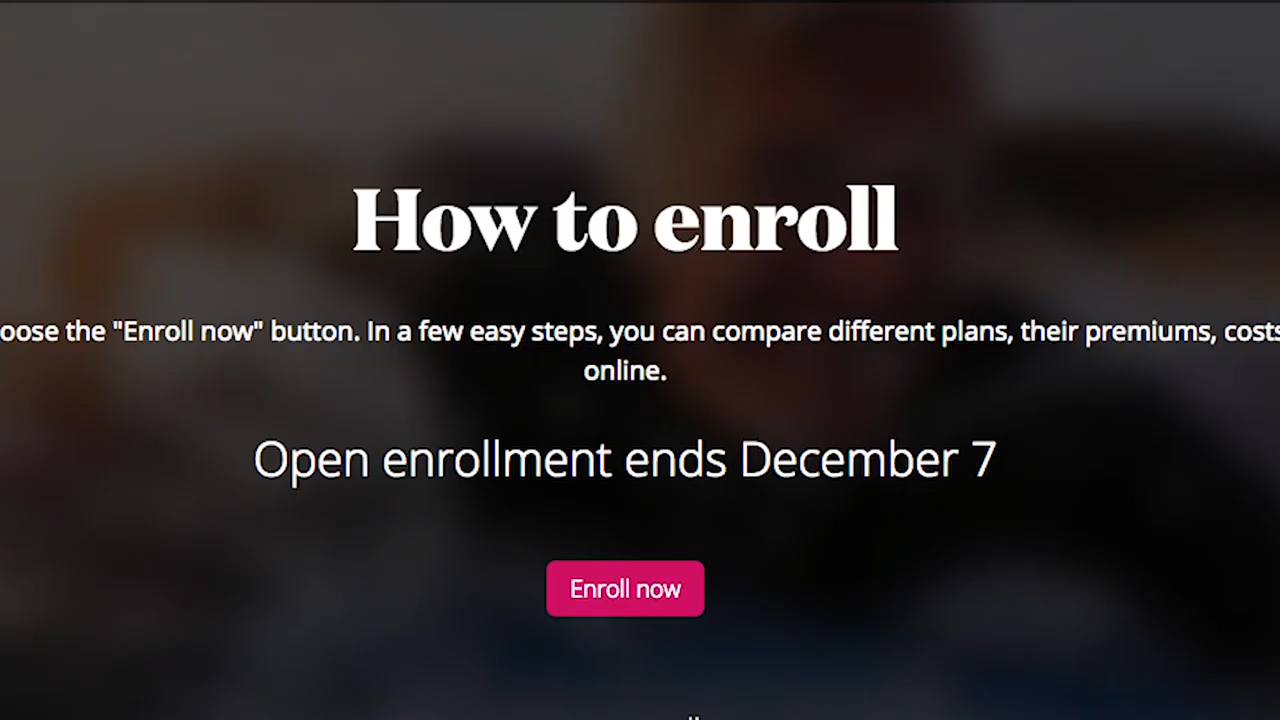 How to enroll
oose the "Enroll now" button. In a few easy steps, you can compare different plans, their premiums, costs
online.
Open enrollment ends December 7
Enroll now